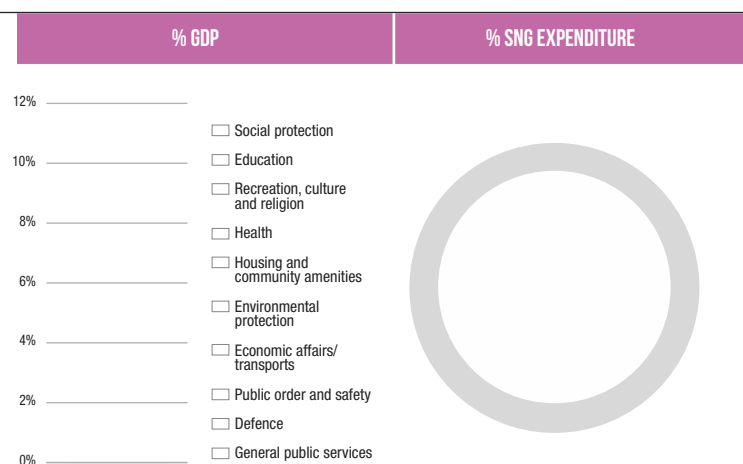 % GDP
% SNG EXPENDITURE
12%
10%
8%
6%
4%
2%
0%
Social protection
Education
Recreation, culture
and religion
Health
Housing and
community amenities
Environmental
protection
Economic affairs/
transports
Public order and safety
Defence
General public services